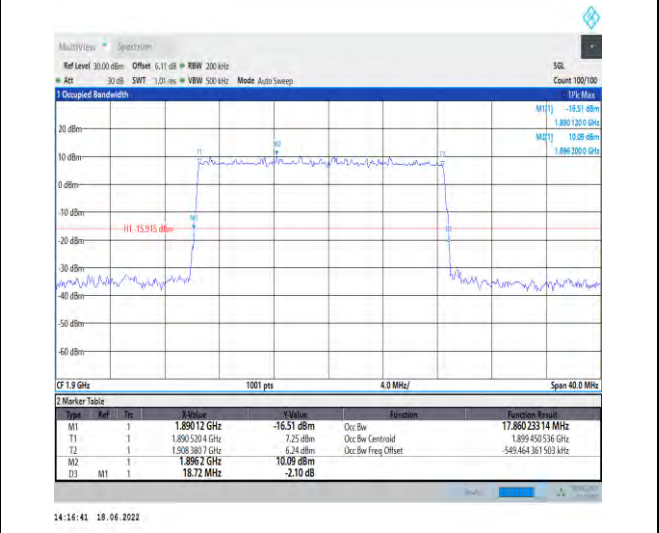 MultiView Spectrum
Ref Level 30.00 dBm Offset 6.11 dB RBW 200 kHz SGL
Att 30 dB SWT 1.01 ms VBW 500 kHz Mode Auto Sweep Count 100/100
1 Occupied Bandwidth 1Pk Max
M1[1] -16.51 dBm
1.890 120 0 GHz
M2[1] 10.09 dBm
1.896 200 0 GHz
20 dBm
M2
T1
10 dBm
0 dBm
-10 dBm
M1
H1 -15.915 dBm
-20 dBm
-30 dBm
-40 dBm
-50 dBm
-60 dBm
CF 1.9 GHz 1001 pts 4.0 MHz/ Span 40.0 MHz
2 Marker Table
Type Ref Trc X-Value Y-Value Function Function Result
M1 1 1.89012 GHz -16.51 dBm Occ Bw 17.860 233 14 MHz
T1 1 1.890 520 4 GHz 7.25 dBm Occ Bw Centroid 1.899 450 536 GHz
T2 1 1.908 380 7 GHz 6.24 dBm Occ Bw Freq Offset -549.464 361 503 kHz
M2 1 1.8962 GHz 10.09 dBm
D3 M1 1 18.72 MHz -2.10 dB
14:16:41 18.06.2022